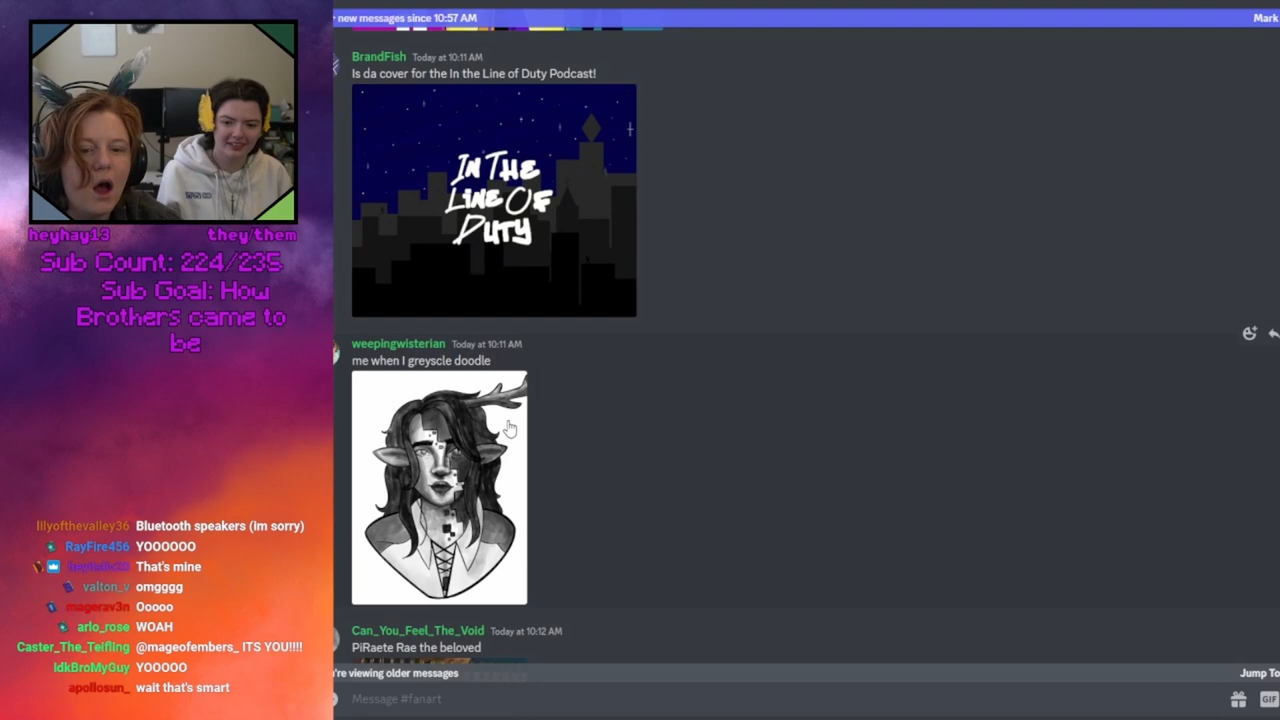 heyhay13 they/them
Sub Count: 224/235
Sub Goal: How
Brothers came to
be
lilyofthevalley36 Bluetooth speakers (im sorry)
RayFire456 YOOOOOO
That's mine
valton_v omgggg
magerav3n Ooooo
arlo_rose WOAH
Caster_The_Teifling @mageofembers_ ITS YOU!!!!
IdkBroMyGuy YOOOOO
apollosun_ wait that's smart
new messages since 10:57 AM Mark
BrandFish Today at 10:11 AM
Is da cover for the In the Line of Duty Podcast!
IN THE
LINE OF
DUTY
weepingwisterian Today at 10:11 AM
me when I greyscle doodle
Can_You_Feel_The_Void Today at 10:12 AM
PiRaete Rae the beloved
're viewing older messages Jump To
Message #fanart
GIF